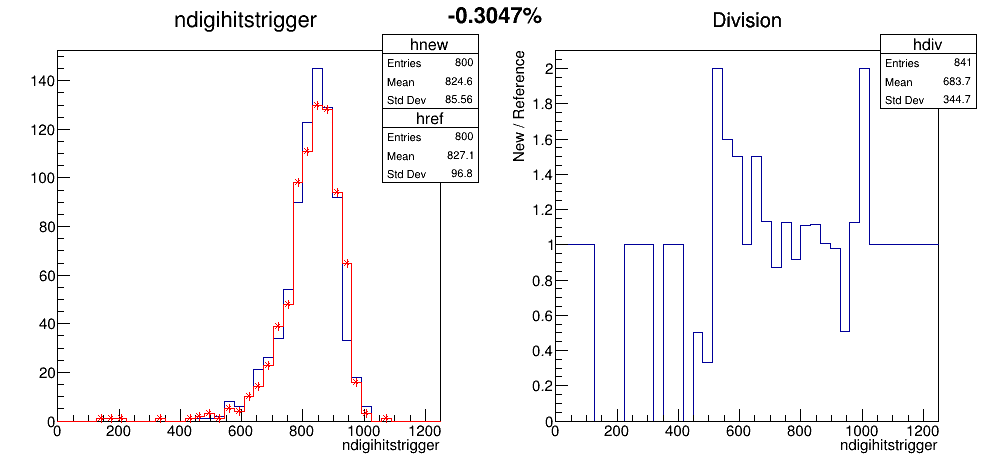 -0.3047%
ndigihitstrigger
hnew
Entries 800
Mean 824.6
Std Dev 85.56
href
Entries 800
Mean 827.1
Std Dev 96.8
140
120
100
80
60
40
20
0
0 200 400 600 800 1000 1200
ndigihitstrigger
Division
hdiv
Entries 841
Mean 683.7
Std Dev 344.7
New / Reference
2
1.8
1.6
1.4
1.2
1
0.8
0.6
0.4
0.2
0
0 200 400 600 800 1000 1200
ndigihitstrigger